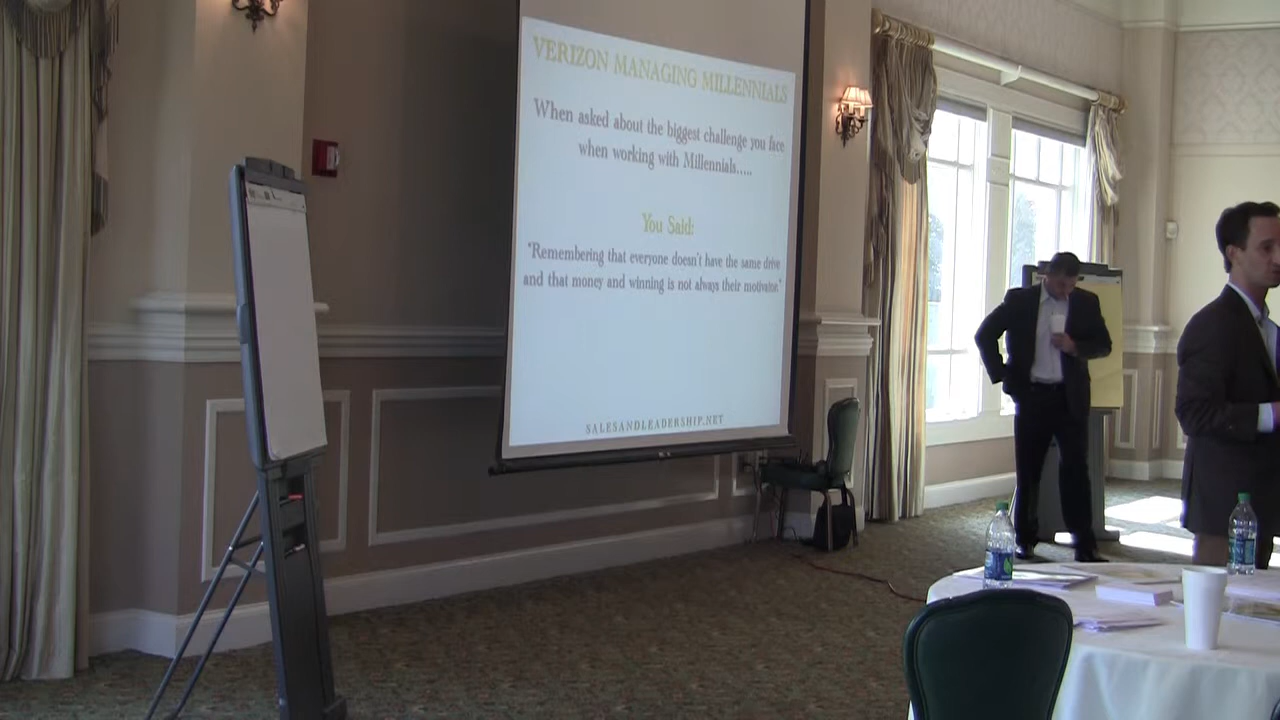 VERIZON MANAGING MILLENNIALS
When asked about the biggest challenge you face
when working with Millennials.....
You Said:
"Remembering that everyone doesn't have the same drive
and that money and winning is not always their motivator."
SALESANDLEADERSHIP.NET